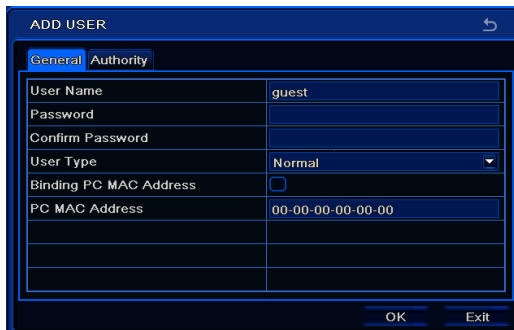 ADD USER
General Authority
User Name guest
Password
Confirm Password
User Type Normal
Binding PC MAC Address
PC MAC Address 00-00-00-00-00-00
OK Exit